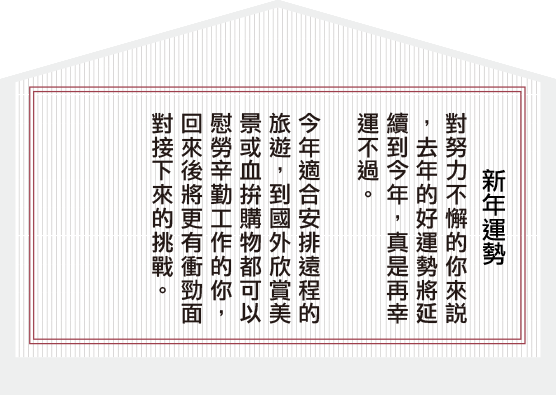 新年運勢
對努力不懈的你來説
，去年的好運勢將延
續到今年，真是再幸
運不過。
今年適合安排遠程的
旅遊，到國外欣賞美
景或血拚購物都可以
慰勞辛勤工作的你，
回來後將更有衝勁面
對接下來的挑戰。